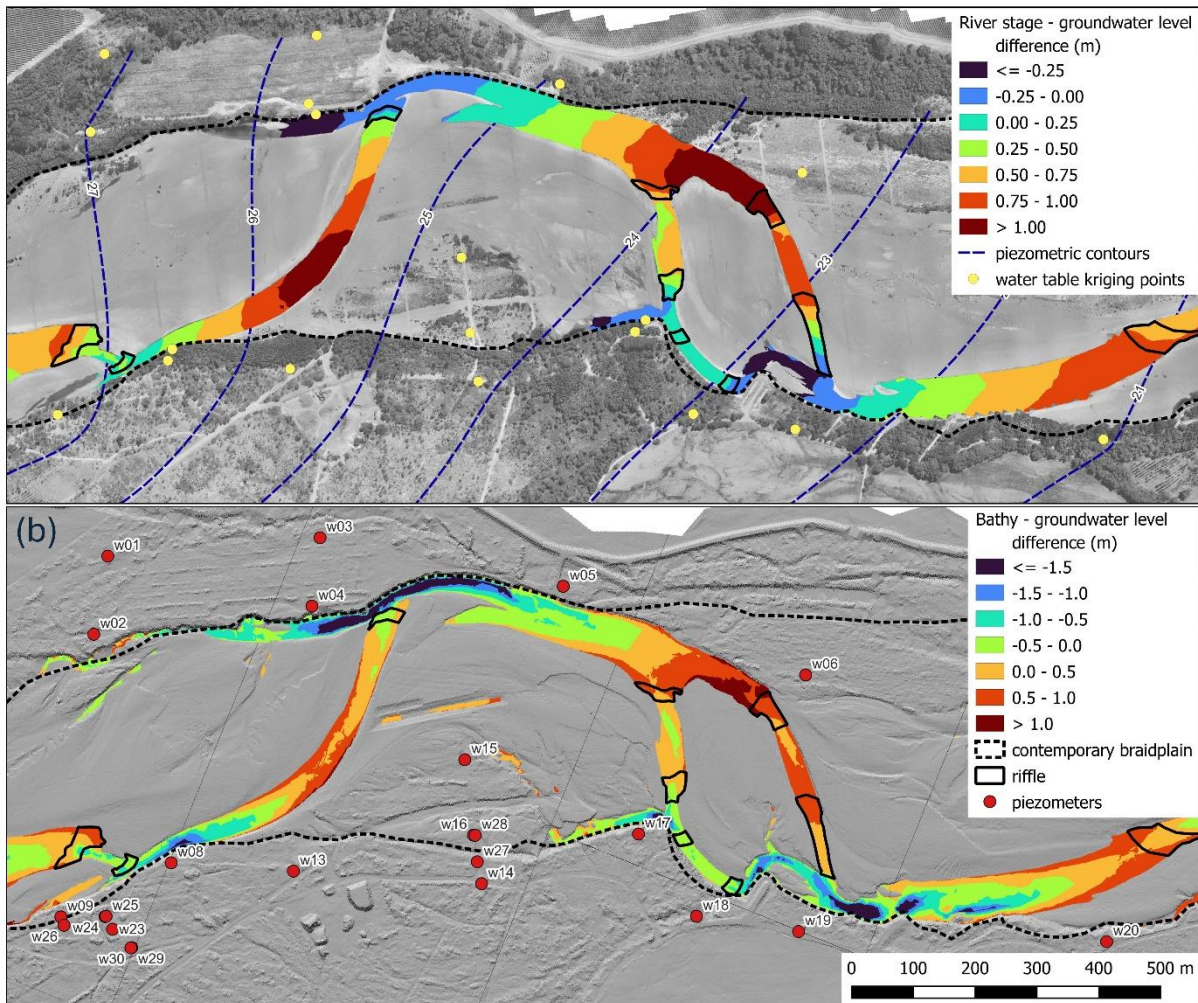 River stage - groundwater level
difference (m)
<= -0.25
-0.25 - 0.00
0.00 - 0.25
0.25 - 0.50
0.50 - 0.75
0.75 - 1.00
> 1.00
piezometric contours
water table kriging points
27
26
25
24
23
21
(b)
Bathy - groundwater level
difference (m)
<= -1.5
-1.5 - -1.0
-1.0 - -0.5
-0.5 - 0.0
0.0 - 0.5
0.5 - 1.0
> 1.0
contemporary braidplain
riffle
piezometers
w01
w03
w04
w05
w02
w06
w15
w16
w28
w17
w08
w13
w27
w14
w09
w25
w24
w26
w23
w18
w19
w20
w30
w29
0 100 200 300 400 500 m